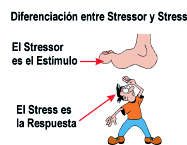 Diferenciación entre Stressor y Stress
El Stressor
es el Estímulo
El Stress es
la Respuesta